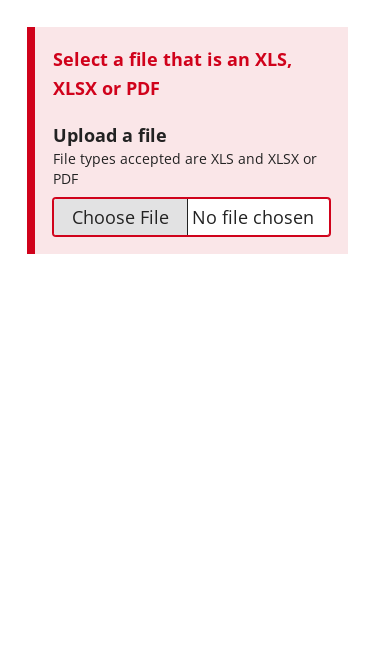 Select a file that is an XLS,
XLSX or PDF
Upload a file
File types accepted are XLS and XLSX or
PDF
Choose File No file chosen